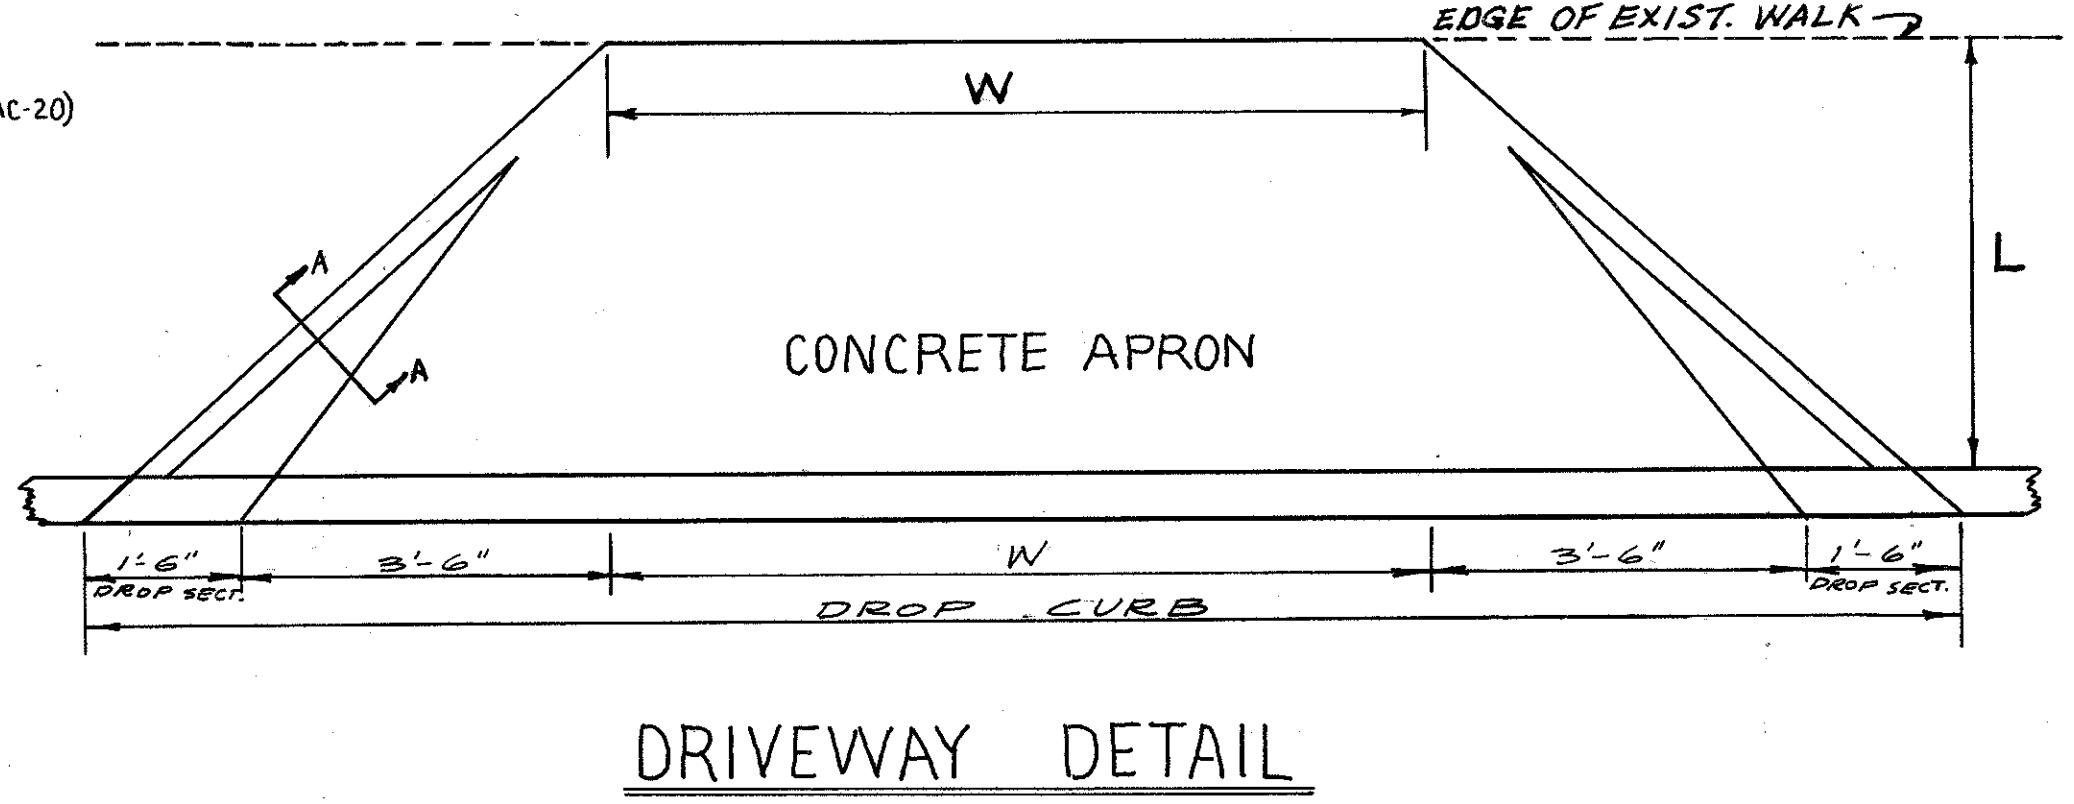 EDGE OF EXIST. WALK
AC-20)
W
L
A
A
CONCRETE APRON
1'-6" 3'-6" W 3'-6" 1'-6"
DROP SECT. DROP SECT.
DROP CURB
DRIVEWAY DETAIL